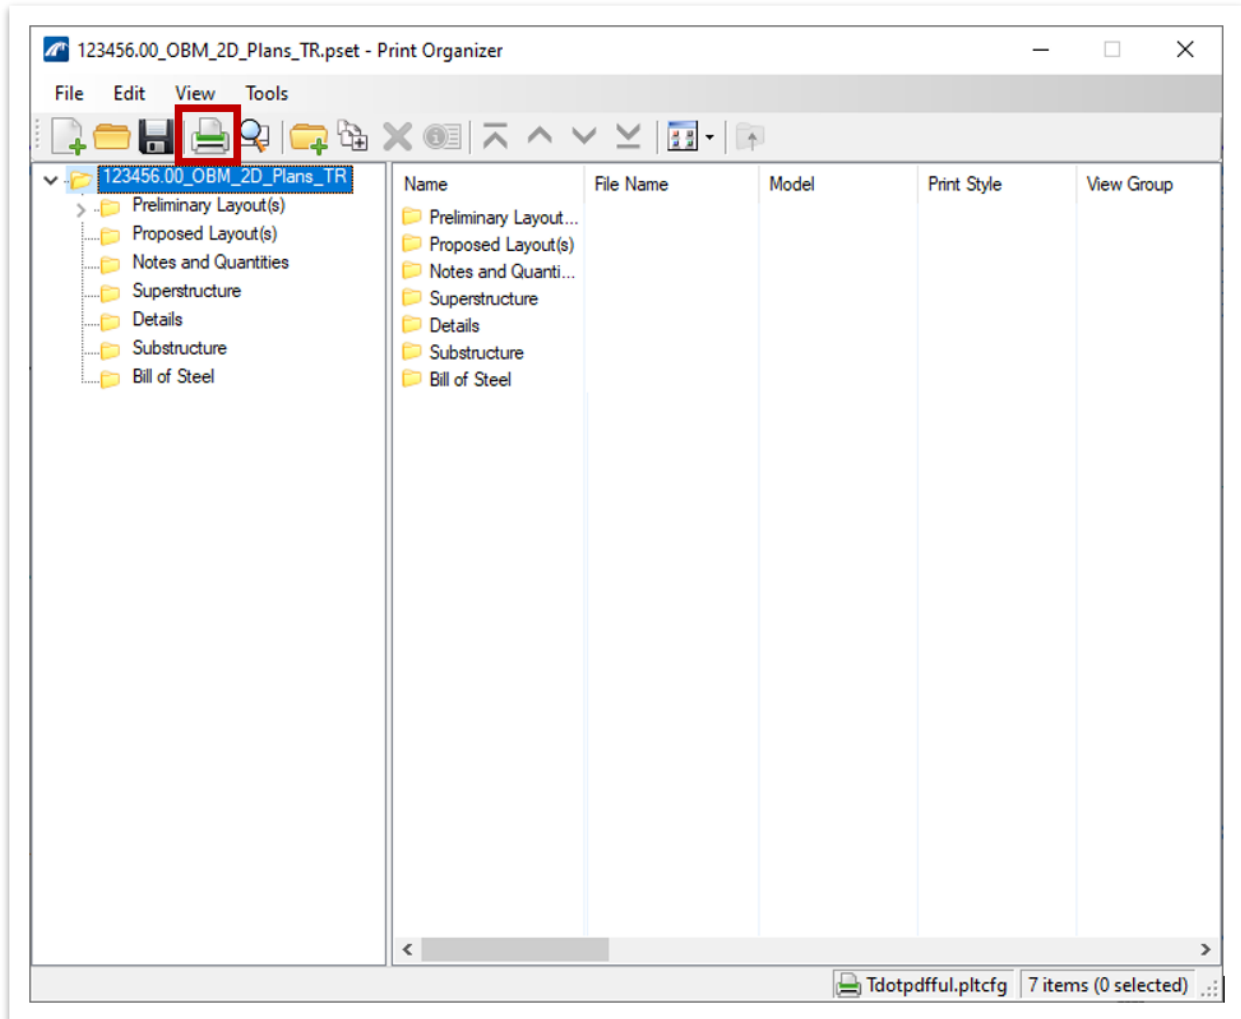 123456.00_OBM_2D_Plans_TR.pset - Print Organizer
File Edit View Tools
123456.00_OBM_2D_Plans_TR
Preliminary Layout(s)
Proposed Layout(s)
Notes and Quantities
Superstructure
Details
Substructure
Bill of Steel
Name File Name Model Print Style View Group
Preliminary Layout...
Proposed Layout(s)
Notes and Quanti...
Superstructure
Details
Substructure
Bill of Steel
Tdotpdfful.pltcfg 7 items (0 selected)